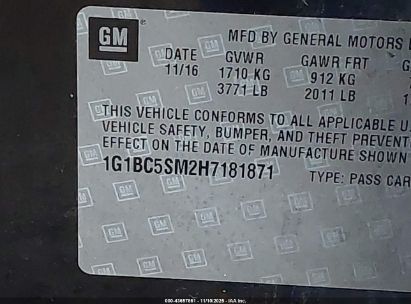 GM
MFD BY GENERAL MOTORS
DATE GVWR GAWR FRT
11/16 1710 KG 912 KG
3771 LB 2011 LB
THIS VEHICLE CONFORMS TO ALL APPLICABLE
VEHICLE SAFETY, BUMPER, AND THEFT PREVENT
EFFECT ON THE DATE OF MANUFACTURE SHOWN
1G1BC5SM2H7181871
TYPE: PASS CAR